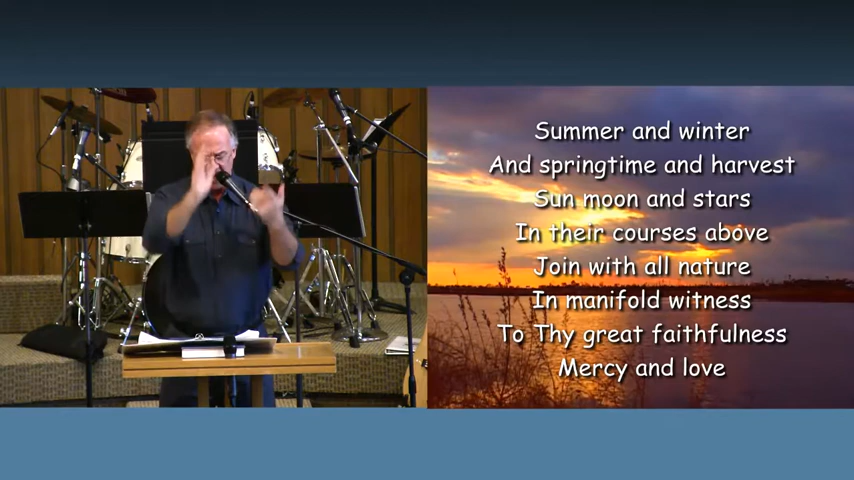 Summer and winter
And springtime and harvest
Sun moon and stars
In their courses above
Join with all nature
In manifold witness
To Thy great faithfulness
Mercy and love